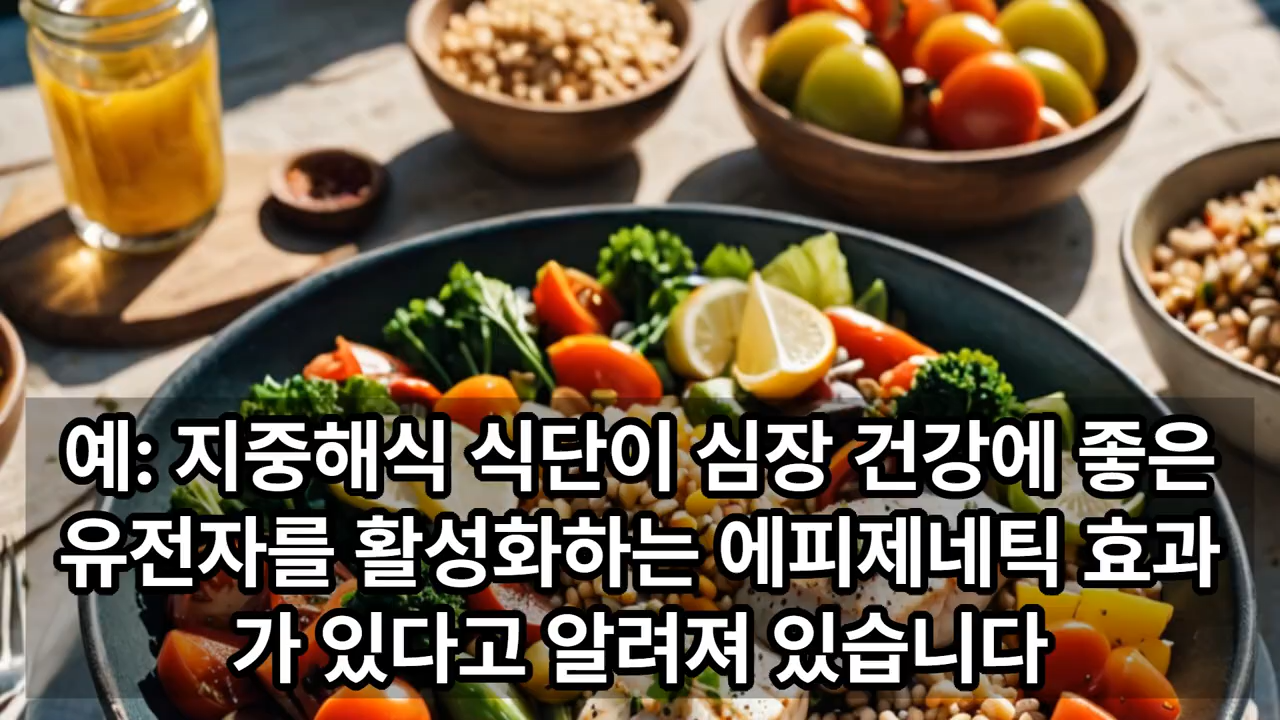 예: 지중해식 식단이 심장 건강에 좋은
유전자를 활성화하는 에피제네틱 효과
가 있다고 알려져 있습니다